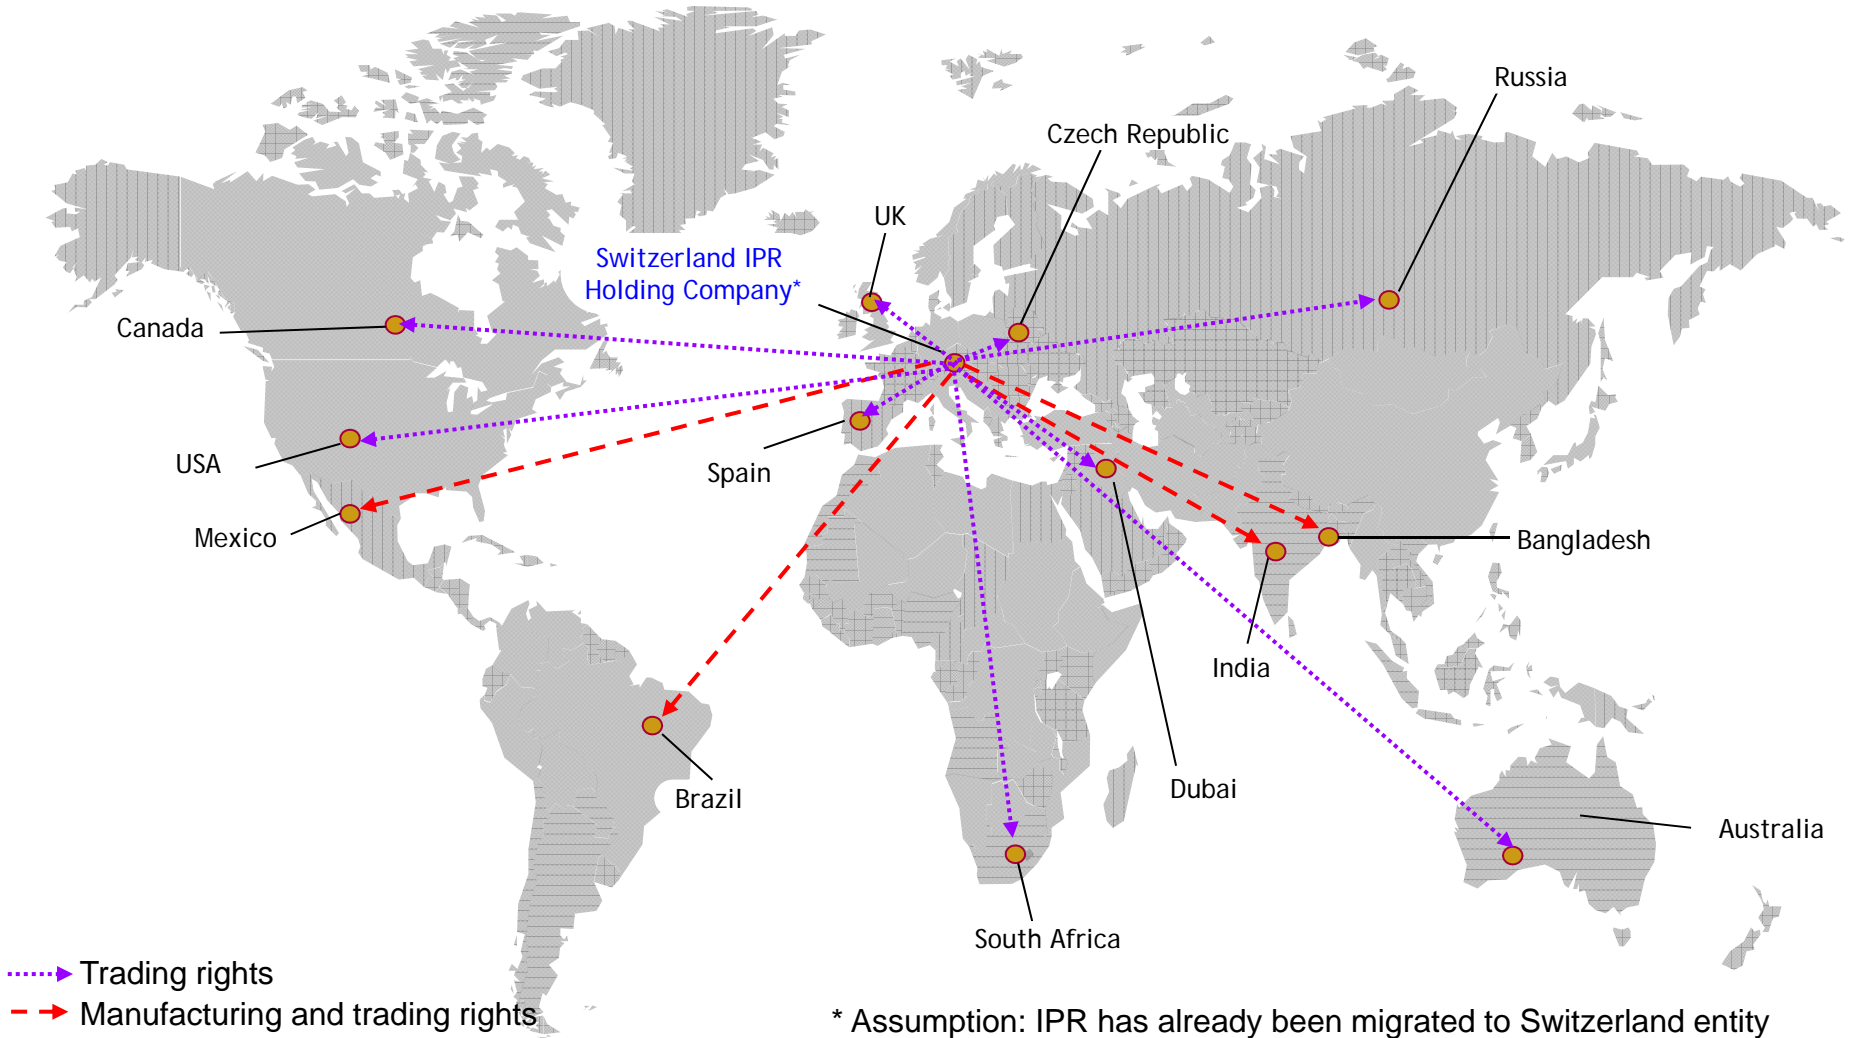 Russia
Czech Republic
UK
Switzerland IPR
Holding Company*
Canada
USA
Spain
Mexico
Bangladesh
India
Dubai
Brazil
Australia
South Africa
Trading rights
Manufacturing and trading rights
* Assumption: IPR has already been migrated to Switzerland entity